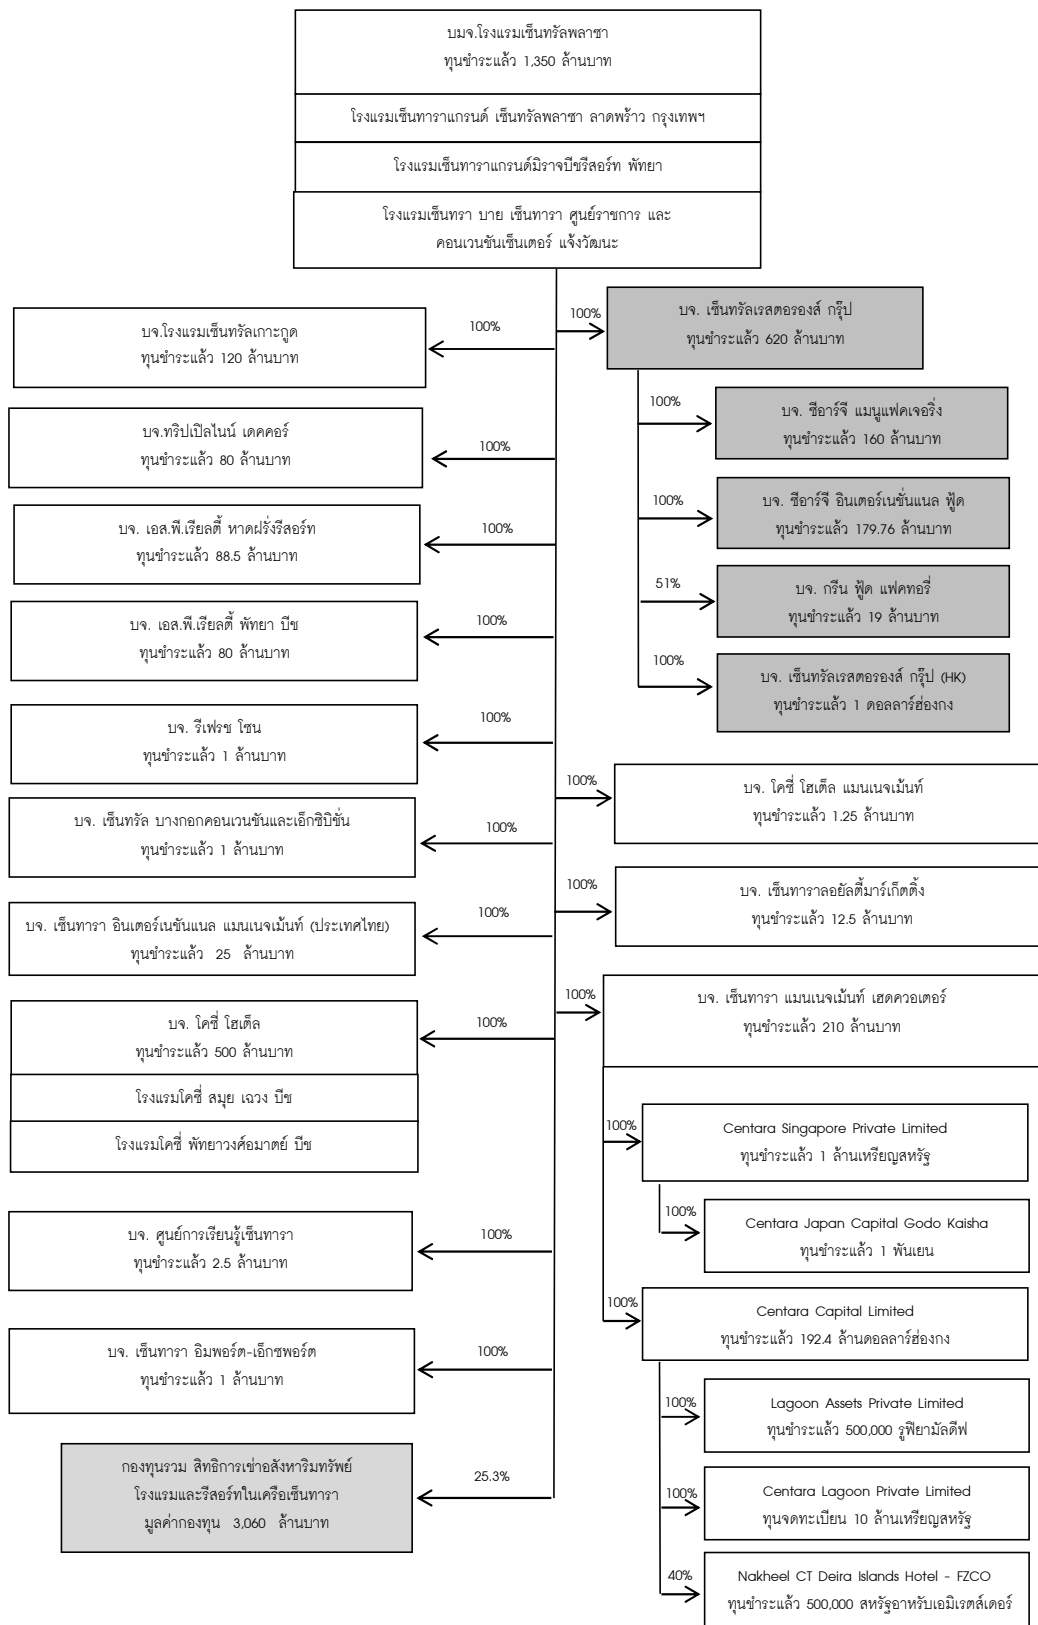 บมจ.โรงแรมเซ็นทรัลพลาซา
ทุนชำระแล้ว 1,350 ล้านบาท
โรงแรมเซ็นทาราแกรนด์ เซ็นทรัลพลาซา ลาดพร้าว กรุงเทพฯ
โรงแรมเซ็นทาราแกรนด์มิราจบีชรีสอร์ท พัทยา
โรงแรมเซ็นทรา บาย เซ็นทารา ศูนย์ราชการ และ
คอนเวนชันเซ็นเตอร์ แจ้งวัฒนะ
บจ.โรงแรมเซ็นทรัลเกาะกูด
ทุนชำระแล้ว 120 ล้านบาท
100%
บจ.ทริปเปิลไนน์ เดคคอร์
ทุนชำระแล้ว 80 ล้านบาท
100%
บจ. เอส.พี.เรียลตี้ หาดฝรั่งรีสอร์ท
ทุนชำระแล้ว 88.5 ล้านบาท
100%
บจ. เอส.พี.เรียลตี้ พัทยา บีช
ทุนชำระแล้ว 80 ล้านบาท
100%
บจ. รีเฟรช โซน
ทุนชำระแล้ว 1 ล้านบาท
100%
บจ. เซ็นทรัล บางกอกคอนเวนชันและเอ็กซิบิชั่น
ทุนชำระแล้ว 1 ล้านบาท
100%
บจ. เซ็นทารา อินเตอร์เนชันแนล แมนเนจเม้นท์ (ประเทศไทย)
ทุนชำระแล้ว 25 ล้านบาท
100%
บจ. โคซี่ โฮเต็ล
ทุนชำระแล้ว 500 ล้านบาท
100%
โรงแรมโคซี่ สมุย เฉวง บีช
โรงแรมโคซี่ พัทยาวงศ์อมาตย์ บีช
บจ. ศูนย์การเรียนรู้เซ็นทารา
ทุนชำระแล้ว 2.5 ล้านบาท
100%
บจ. เซ็นทารา อิมพอร์ต-เอ็กซพอร์ต
ทุนชำระแล้ว 1 ล้านบาท
100%
กองทุนรวม สิทธิการเช่าอสังหาริมทรัพย์
โรงแรมและรีสอร์ทในเครือเซ็นทารา
มูลค่ากองทุน 3,060 ล้านบาท
25.3%
100%
บจ. เซ็นทรัลเรสตอรองส์ กรุ๊ป
ทุนชำระแล้ว 620 ล้านบาท
100%
บจ. ซีอาร์จี แมนูแฟคเจอริ่ง
ทุนชำระแล้ว 160 ล้านบาท
100%
บจ. ซีอาร์จี อินเตอร์เนชั่นแนล ฟู้ด
ทุนชำระแล้ว 179.76 ล้านบาท
51%
บจ. กรีน ฟู้ด แฟคทอรี่
ทุนชำระแล้ว 19 ล้านบาท
100%
บจ. เซ็นทรัลเรสตอรองส์ กรุ๊ป (HK)
ทุนชำระแล้ว 1 ดอลลาร์ฮ่องกง
100%
บจ. โคซี่ โฮเต็ล แมนเนจเม้นท์
ทุนชำระแล้ว 1.25 ล้านบาท
100%
บจ. เซ็นทาราลอยัลตี้มาร์เก็ตติ้ง
ทุนชำระแล้ว 12.5 ล้านบาท
100%
บจ. เซ็นทารา แมนเนจเม้นท์ เฮดควอเตอร์
ทุนชำระแล้ว 210 ล้านบาท
100%
Centara Singapore Private Limited
ทุนชำระแล้ว 1 ล้านเหรียญสหรัฐ
100%
Centara Japan Capital Godo Kaisha
ทุนชำระแล้ว 1 พันเยน
100%
Centara Capital Limited
ทุนชำระแล้ว 192.4 ล้านดอลลาร์ฮ่องกง
100%
Lagoon Assets Private Limited
ทุนชำระแล้ว 500,000 รูฟียามัลดีฟ
100%
Centara Lagoon Private Limited
ทุนจดทะเบียน 10 ล้านเหรียญสหรัฐ
40%
Nakheel CT Deira Islands Hotel - FZCO
ทุนชำระแล้ว 500,000 สหรัฐอาหรับเอมิเรตส์เดอร์